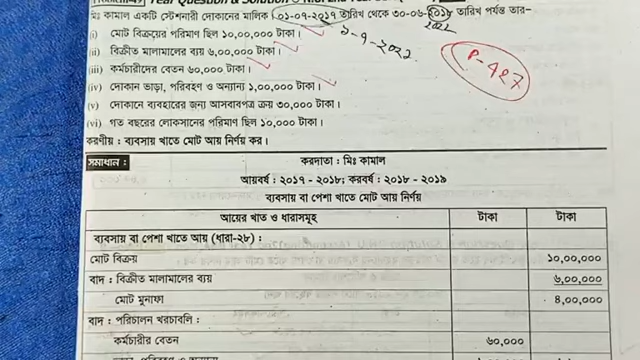 মিঃ কামাল একটি স্টেশনারী দোকানের মালিক ০১-০৭-২০১৭ তারিখ থেকে ৩০-০৬-২০১৮ তারিখ পর্যন্ত তার-
২০২২
(i) মোট বিক্রয়ের পরিমাণ ছিল ১০,০০,০০০ টাকা।
১-৭-২০২১
P-427
(ii) বিক্রীত মালামালের ব্যয় ৬,০০,০০০ টাকা।
(iii) কর্মচারীদের বেতন ৬০,০০০ টাকা।
(iv) দোকান ভাড়া, পরিবহণ ও অন্যান্য ১,০০,০০০ টাকা।
(v) দোকানে ব্যবহারের জন্য আসবাবপত্র ক্রয় ৩০,০০০ টাকা।
(vi) গত বছরের লোকসানের পরিমাণ ছিল ১০,০০০ টাকা।
করণীয় : ব্যবসায় খাতে মোট আয় নির্ণয় কর।
সমাধান :
করদাতা : মিঃ কামাল
আয়বর্ষ : ২০১৭ - ২০১৮; করবর্ষ : ২০১৮ - ২০১৯
ব্যবসায় বা পেশা খাতে মোট আয় নির্ণয়
আয়ের খাত ও ধারাসমূহ টাকা টাকা
ব্যবসায় বা পেশা খাতে আয় (ধারা-২৮) :
মোট বিক্রয় ১০,০০,০০০
বাদ : বিক্রীত মালামালের ব্যয় ৬,০০,০০০
মোট মুনাফা ৪,০০,০০০
বাদ : পরিচালন খরচাবলি :
কর্মচারীর বেতন ৬০,০০০